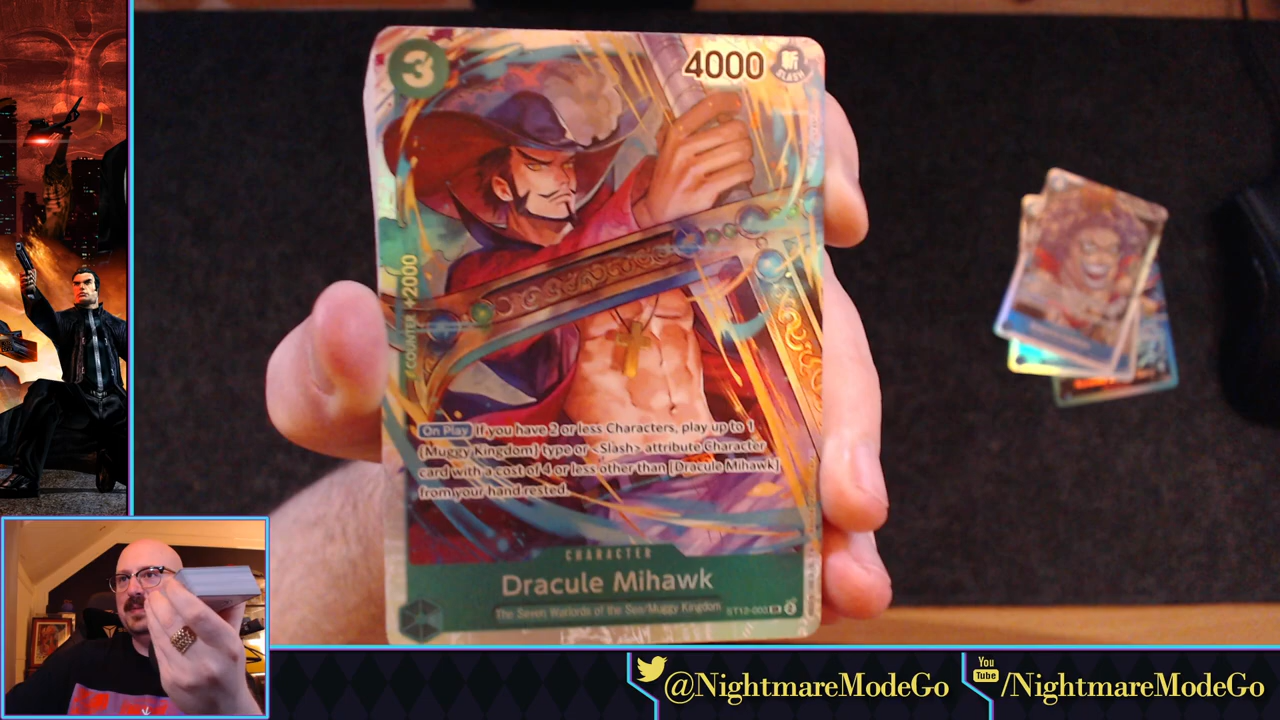 3
4000
斬
SLASH
COUNTER +2000
On Play If you have 2 or less Characters, play up to 1
{Muggy Kingdom} type or <Slash> attribute Character
card with a cost of 4 or less other than [Dracule Mihawk]
from your hand rested.
CHARACTER
Dracule Mihawk
The Seven Warlords of the Sea/Muggy Kingdom
ST12-003
@NightmareModeGo
You
Tube
/NightmareModeGo